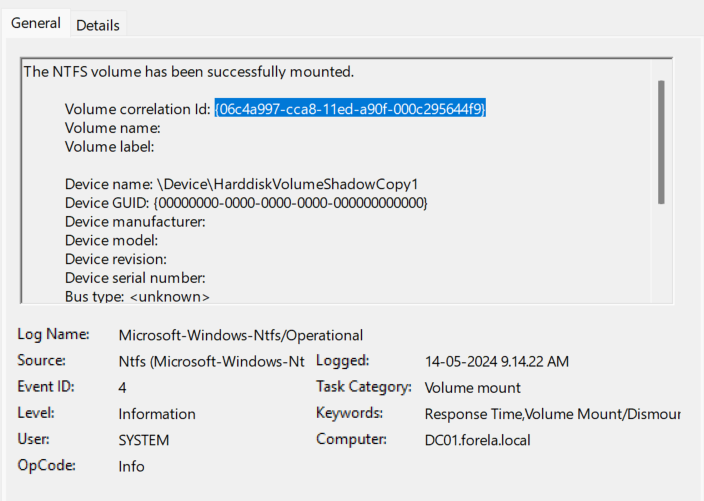 General Details
The NTFS volume has been successfully mounted.
Volume correlation Id: {06c4a997-cca8-11ed-a90f-000c295644f9}
Volume name:
Volume label:
Device name: \Device\HarddiskVolumeShadowCopy1
Device GUID: {00000000-0000-0000-0000-000000000000}
Device manufacturer:
Device model:
Device revision:
Device serial number:
Bus type: <unknown>
Log Name: Microsoft-Windows-Ntfs/Operational
Source: Ntfs (Microsoft-Windows-Nt Logged: 14-05-2024 9.14.22 AM
Event ID: 4 Task Category: Volume mount
Level: Information Keywords: Response Time,Volume Mount/Dismour
User: SYSTEM Computer: DC01.forela.local
OpCode: Info